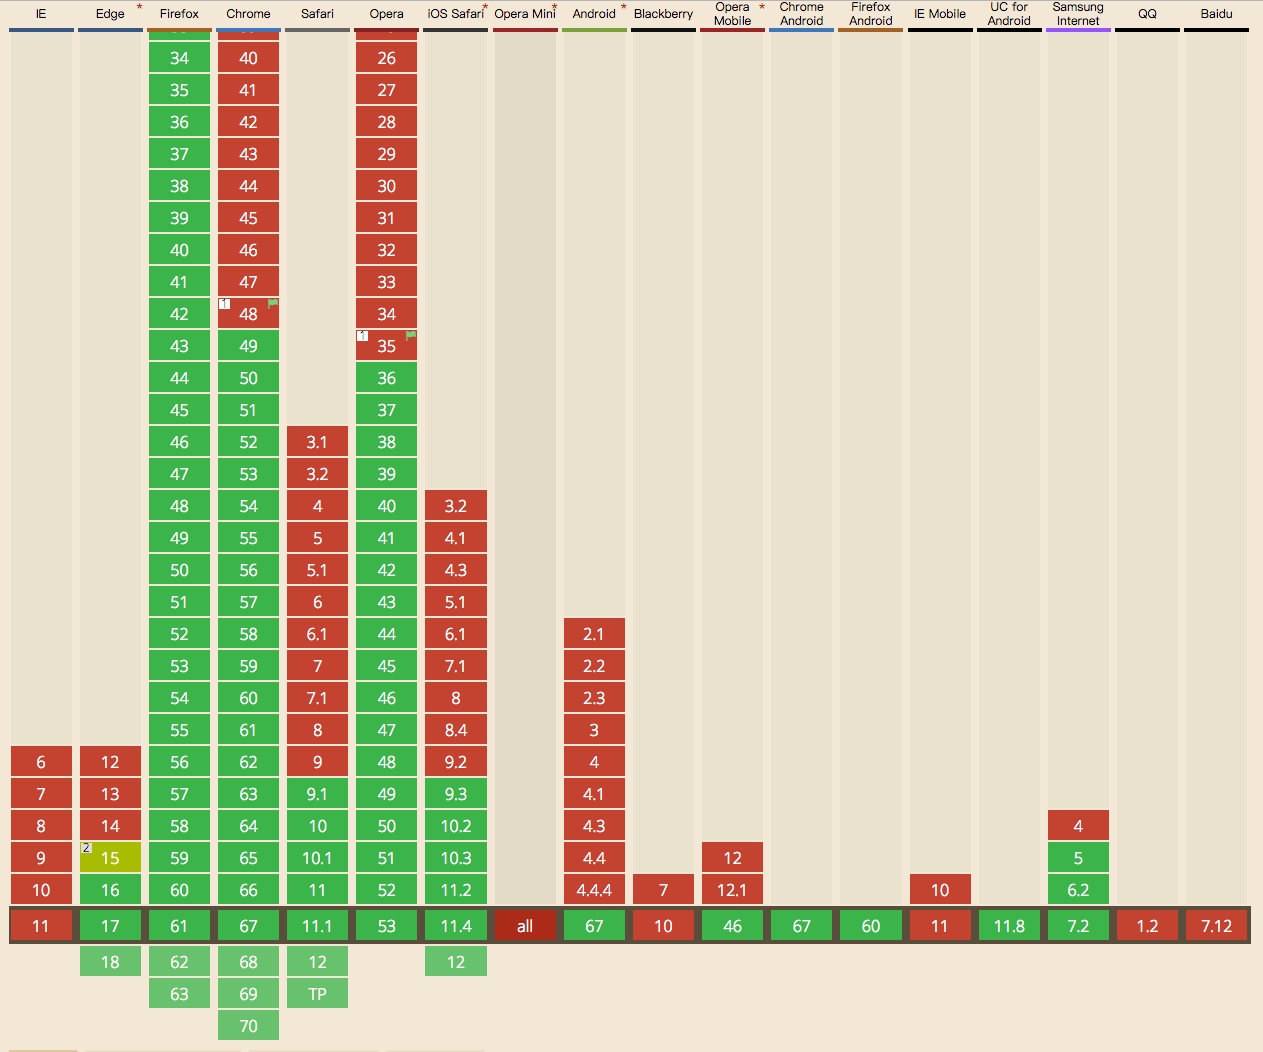 IE Edge * Firefox Chrome Safari Opera iOS Safari * Opera Mini * Android * Blackberry Opera Mobile * Chrome Android Firefox Android IE Mobile UC for Android Samsung Internet QQ Baidu
34 40 26
35 41 27
36 42 28
37 43 29
38 44 30
39 45 31
40 46 32
41 47 33
42 1 48 34
43 49 1 35
44 50 36
45 51 37
46 52 3.1 38
47 53 3.2 39
48 54 4 40 3.2
49 55 5 41 4.1
50 56 5.1 42 4.3
51 57 6 43 5.1
52 58 6.1 44 6.1 2.1
53 59 7 45 7.1 2.2
54 60 7.1 46 8 2.3
55 61 8 47 8.4 3
6 12 56 62 9 48 9.2 4
7 13 57 63 9.1 49 9.3 4.1
8 14 58 64 10 50 10.2 4.3 4
9 2 15 59 65 10.1 51 10.3 4.4 12 5
10 16 60 66 11 52 11.2 4.4.4 7 12.1 10 6.2
11 17 61 67 11.1 53 11.4 all 67 10 46 67 60 11 11.8 7.2 1.2 7.12
18 62 68 12 12
63 69 TP
70